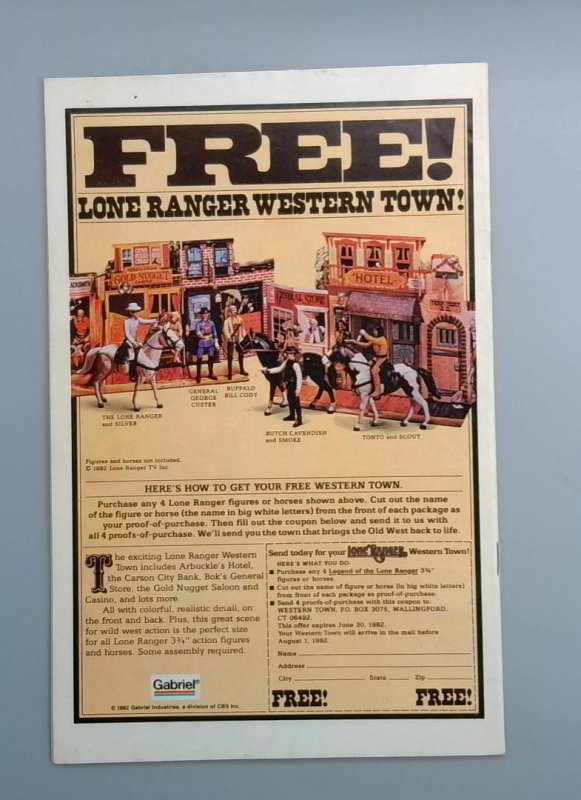 FREE!
LONE RANGER WESTERN TOWN!
GOLD NUGGET
HOTEL
GENERAL STORE
THE LONE RANGER
and SILVER
GENERAL
GEORGE
CUSTER
BUFFALO
BILL CODY
BUTCH CAVENDISH
and SMOKE
TONTO and SCOUT
Figures and horses not included.
© 1982 Lone Ranger TV Inc.
HERE'S HOW TO GET YOUR FREE WESTERN TOWN.
Purchase any 4 Lone Ranger figures or horses shown above. Cut out the name
of the figure or horse (the name in big white letters) from the front of each package as
your proof-of-purchase. Then fill out the coupon below and send it to us with
all 4 proofs-of-purchase. We'll send you the town that brings the Old West back to life.
The exciting Lone Ranger Western
Town includes Arbuckle's Hotel,
the Carson City Bank, Bok's General
Store, the Gold Nugget Saloon and
Casino, and lots more.
All with colorful, realistic detail, on
the front and back. Plus, this great scene
for wild west action is the perfect size
for all Lone Ranger 3¾" action figures
and horses. Some assembly required.
Gabriel®
© 1982 Gabriel Industries, a division of CBS Inc.
Send today for your LONE RANGER Western Town!
HERE'S WHAT YOU DO.
■ Purchase any 4 Legend of the Lone Ranger 3¾"
figures or horses.
■ Cut out the name of figure or horse (in big white letters)
from front of each package as proof-of-purchase.
■ Send 4 proofs-of-purchase with this coupon to:
WESTERN TOWN, P.O. BOX 3075, WALLINGFORD,
CT 06492.
This offer expires June 30, 1982.
Your Western Town will arrive in the mail before
August 1, 1982.
Name
Address
City State Zip
FREE! FREE!